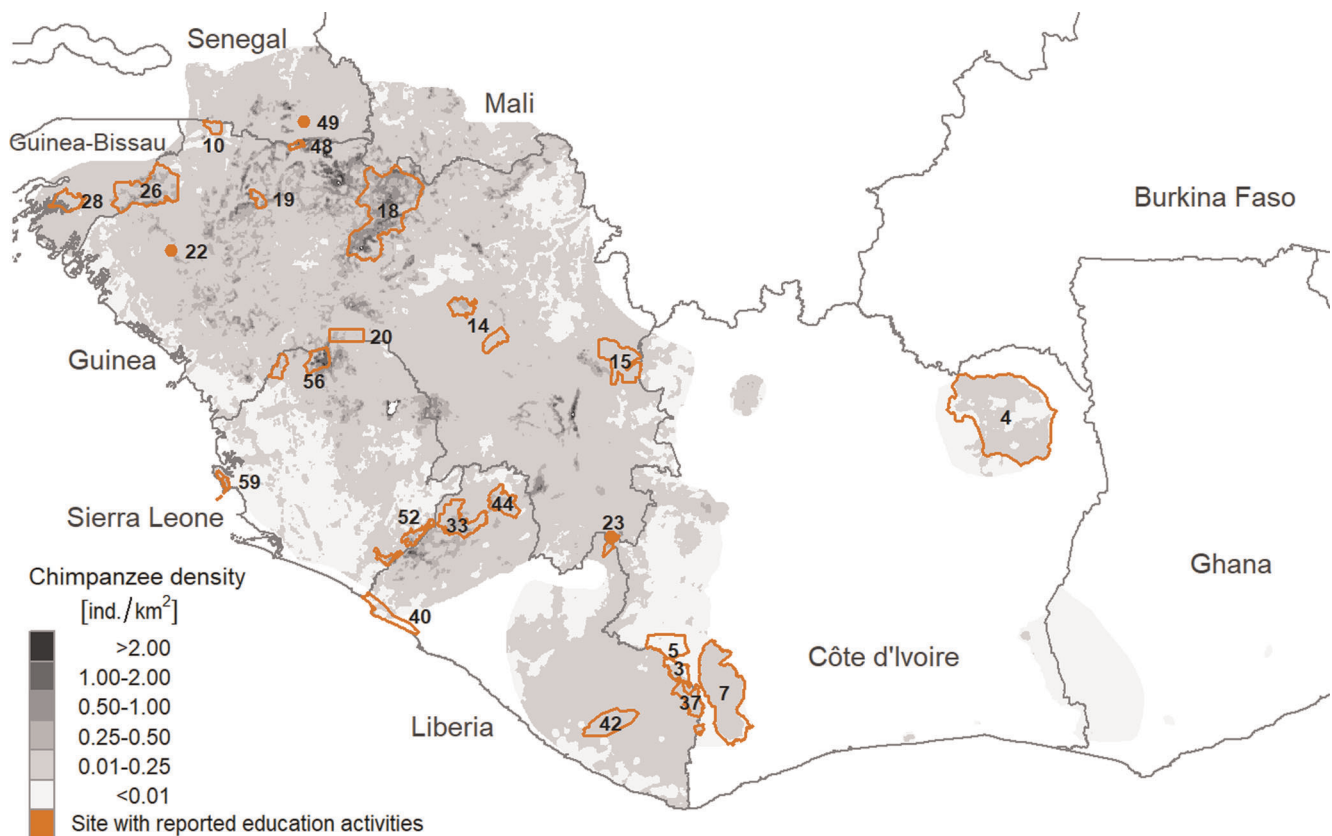 Senegal
Mali
49
10
Guinea-Bissau
48
26
19
28
18
Burkina Faso
22
14
20
Guinea
15
56
4
59
44
52
33
Sierra Leone
23
Ghana
Chimpanzee density
[ind./km²]
40
>2.00
5
Côte d'Ivoire
1.00-2.00
3
7
0.50-1.00
37
Liberia
42
0.25-0.50
0.01-0.25
<0.01
Site with reported education activities